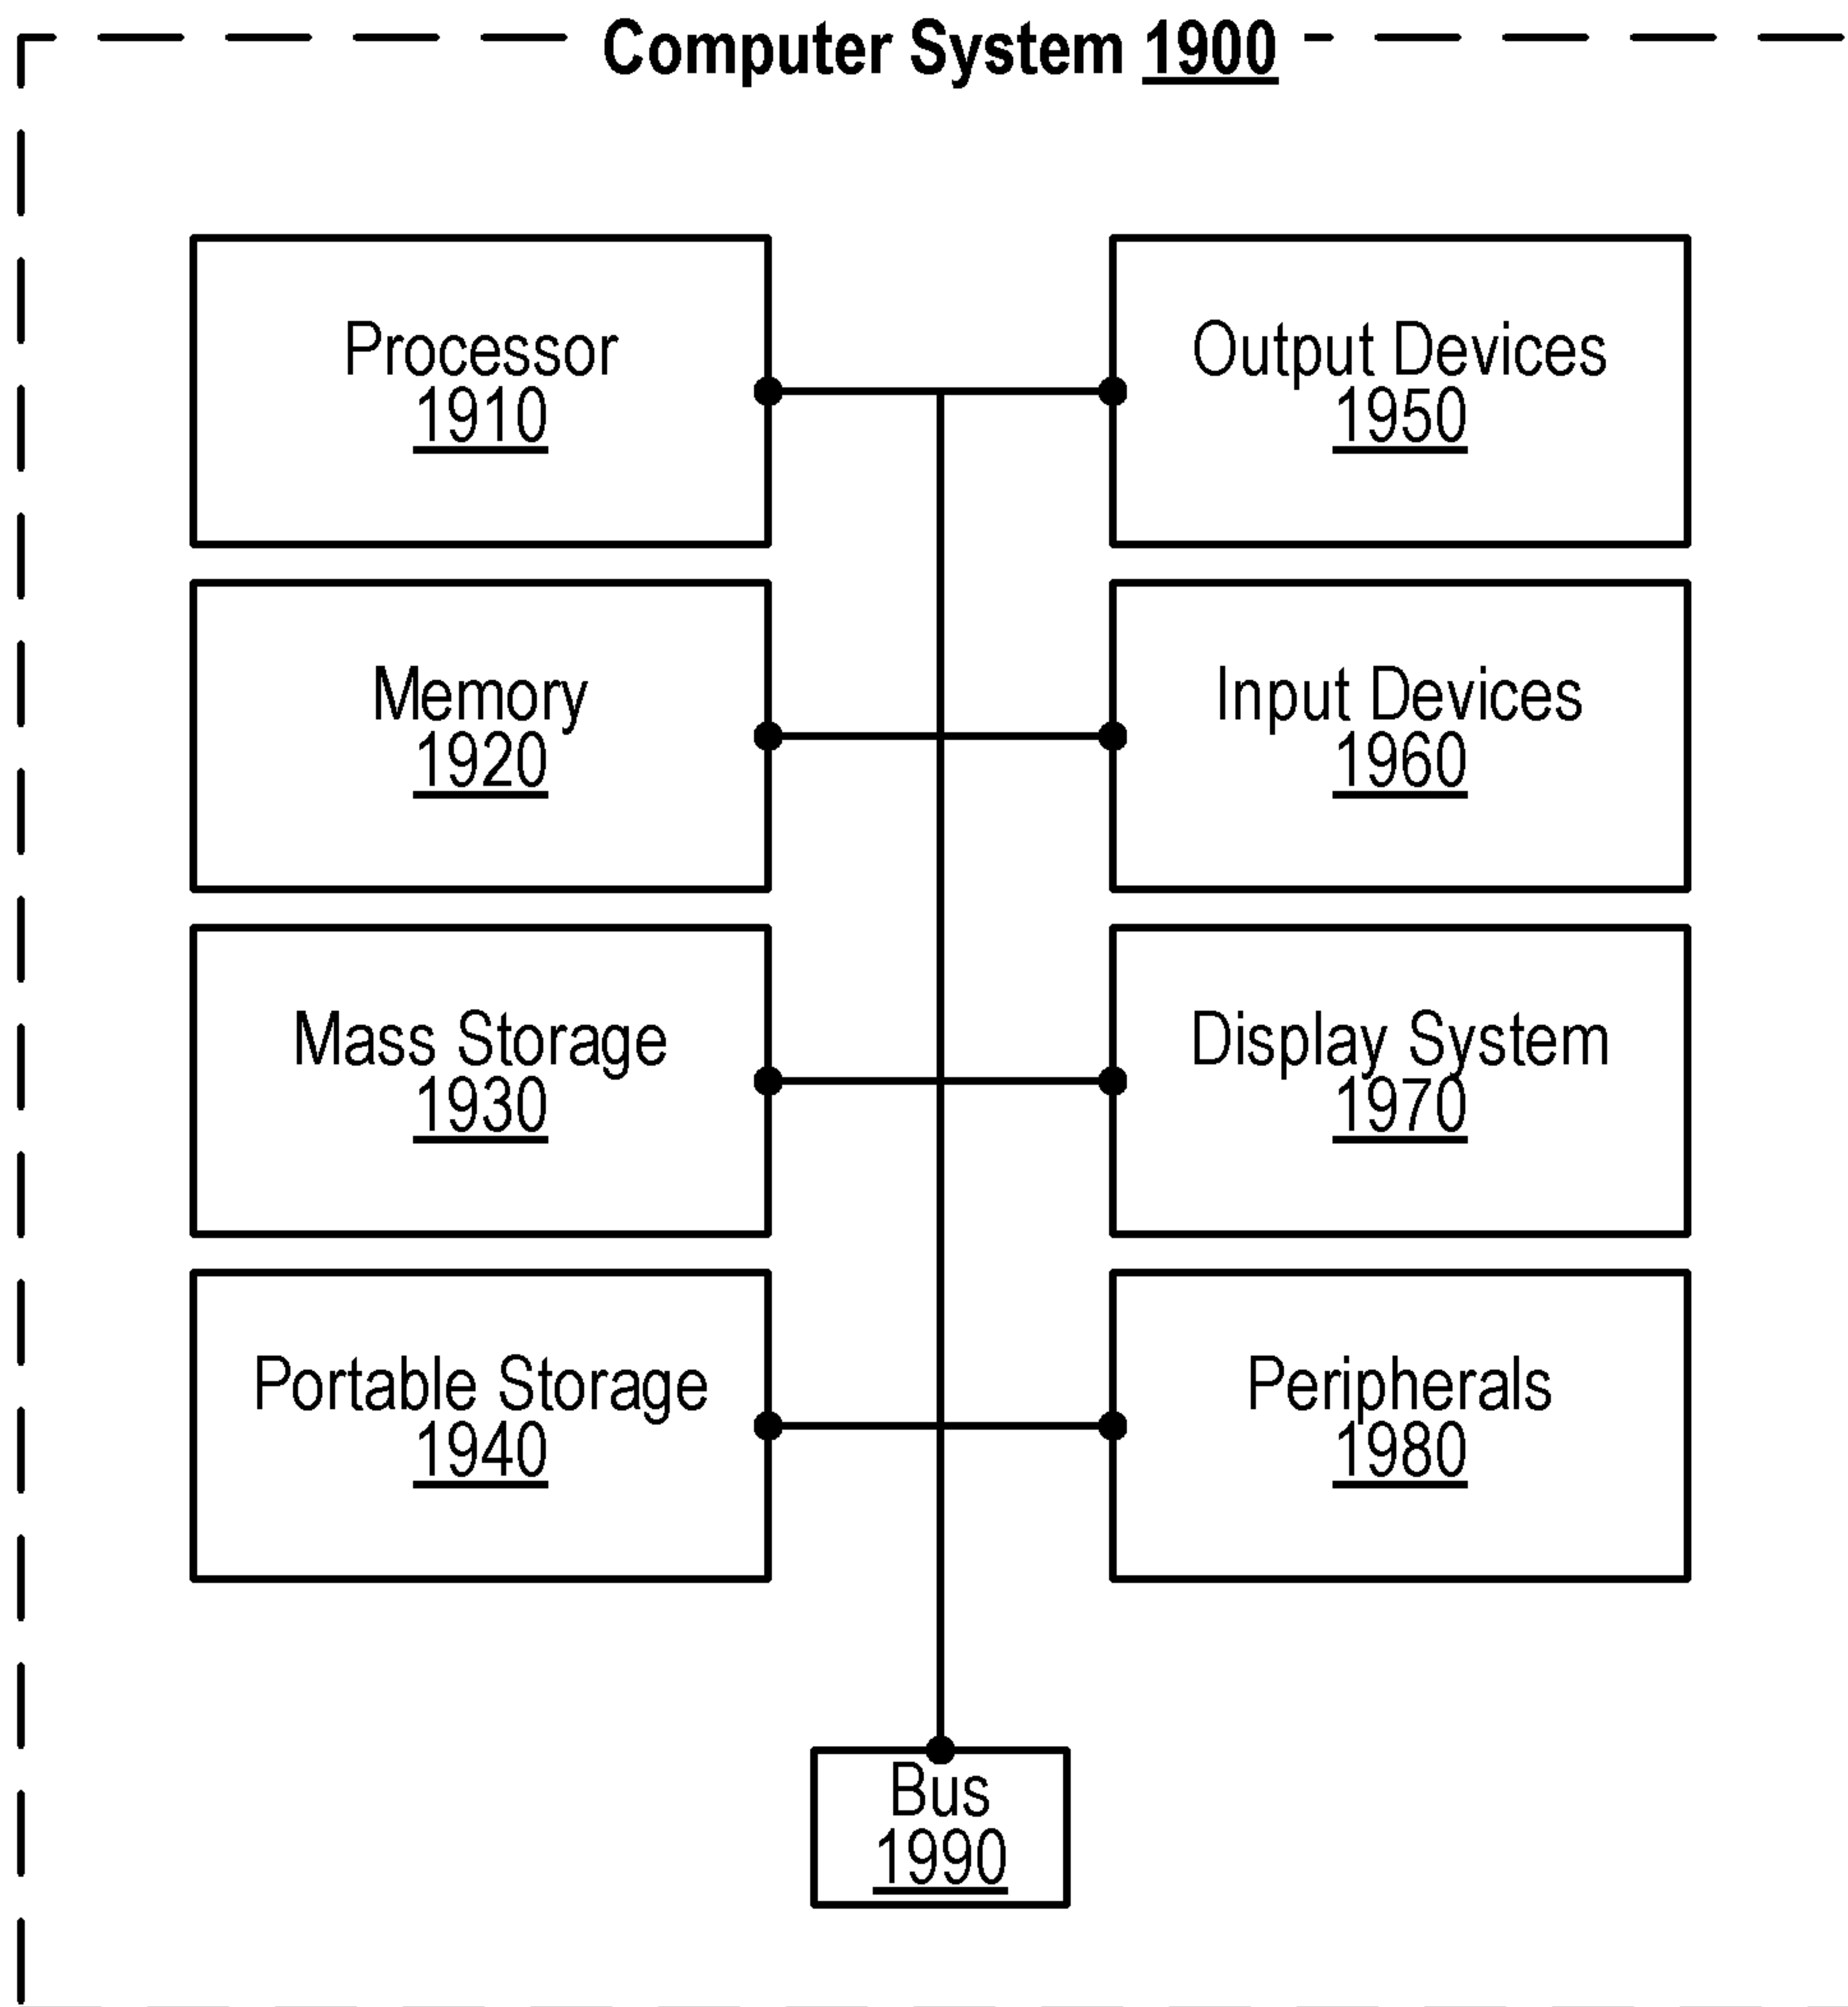 Computer System 1900
Processor
1910
Output Devices
1950
Memory
1920
Input Devices
1960
Mass Storage
1930
Display System
1970
Portable Storage
1940
Peripherals
1980
Bus
1990